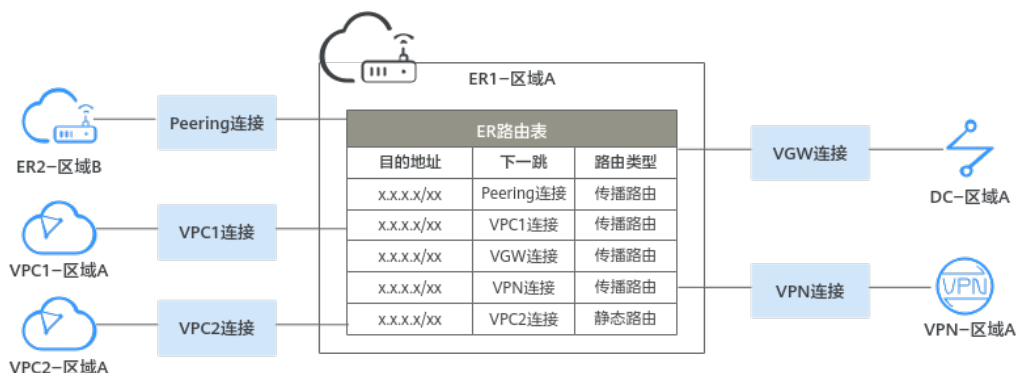 ER1-区域A
Peering连接
ER2-区域B
VPC1连接
VPC1-区域A
VPC2连接
VPC2-区域A
ER路由表
目的地址 下一跳 路由类型
x.x.x.x/xx Peering连接 传播路由
x.x.x.x/xx VPC1连接 传播路由
x.x.x.x/xx VGW连接 传播路由
x.x.x.x/xx VPN连接 传播路由
x.x.x.x/xx VPC2连接 静态路由
VGW连接
DC-区域A
VPN连接
VPN
VPN-区域A